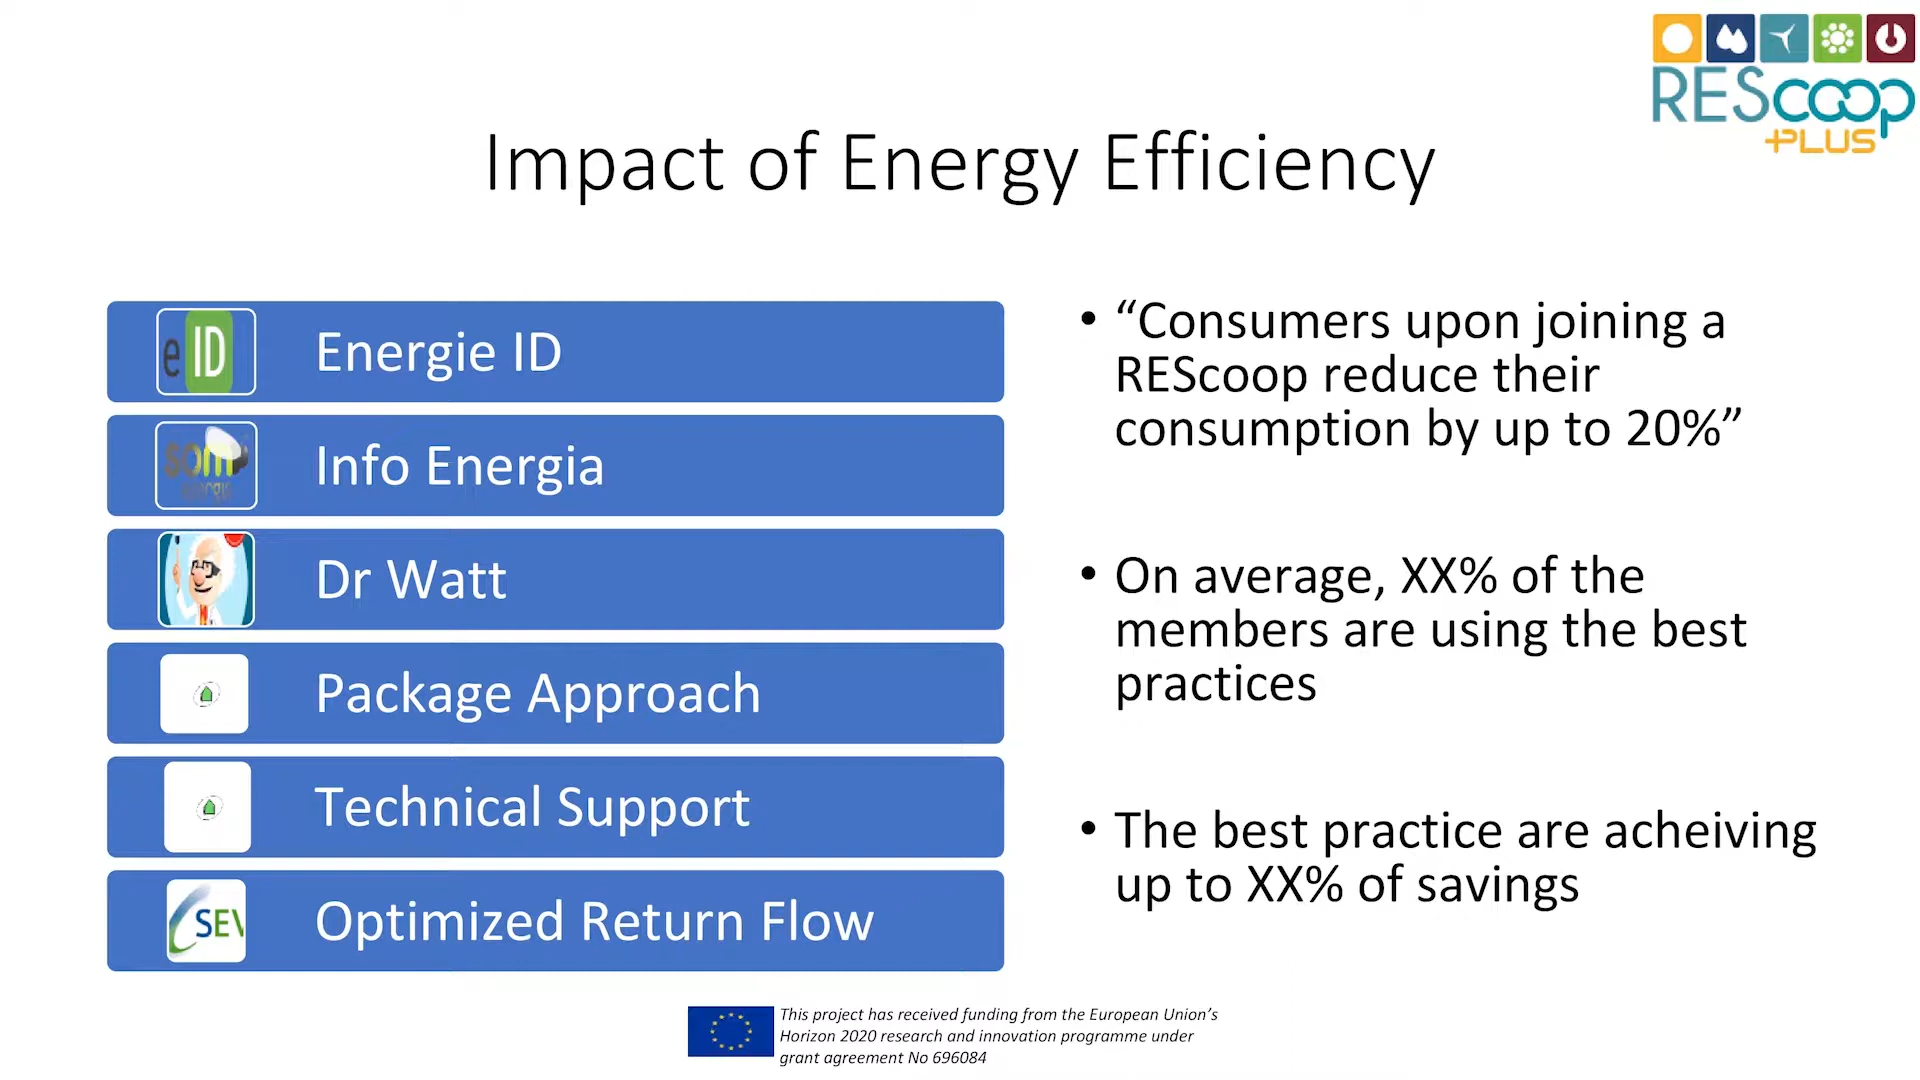 REScoop
+PLUS
Impact of Energy Efficiency
eID
Energie ID
som
energia
Info Energia
Dr Watt
Package Approach
Technical Support
SEV
Optimized Return Flow
• “Consumers upon joining a
REScoop reduce their
consumption by up to 20%”
• On average, XX% of the
members are using the best
practices
• The best practice are acheiving
up to XX% of savings
This project has received funding from the European Union’s
Horizon 2020 research and innovation programme under
grant agreement No 696084